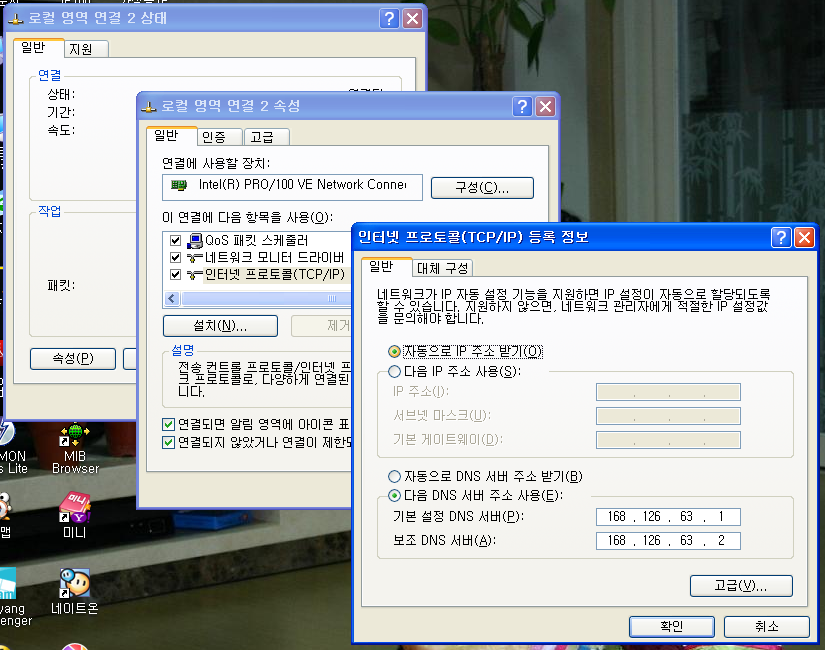 로컬 영역 연결 2 상태
일반
지원
연결
상태:
기간:
속도:
작업
패킷:
속성(P)
로컬 영역 연결 2 속성
일반
인증
고급
연결에 사용할 장치:
Intel(R) PRO/100 VE Network Conne
구성(C)...
이 연결에 다음 항목을 사용(O):
QoS 패킷 스케줄러
네트워크 모니터 드라이버
인터넷 프로토콜(TCP/IP)
설치(N)...
제거
설명
전송 컨트롤 프로토콜/인터넷 프
크 프로토콜로, 다양하게 연결된
니다.
연결되면 알림 영역에 아이콘 표
연결되지 않았거나 연결이 제한되
인터넷 프로토콜(TCP/IP) 등록 정보
일반
대체 구성
네트워크가 IP 자동 설정 기능을 지원하면 IP 설정이 자동으로 할당되도록
할 수 있습니다. 지원하지 않으면, 네트워크 관리자에게 적절한 IP 설정값
을 문의해야 합니다.
자동으로 IP 주소 받기(O)
다음 IP 주소 사용(S):
IP 주소(I):
서브넷 마스크(U):
기본 게이트웨이(D):
자동으로 DNS 서버 주소 받기(B)
다음 DNS 서버 주소 사용(E):
기본 설정 DNS 서버(P):
168 . 126 . 63 . 1
보조 DNS 서버(A):
168 . 126 . 63 . 2
고급(V)...
확인
취소
MON
s Lite
MIB
Browser
맵
미니
yang
enger
네이트온